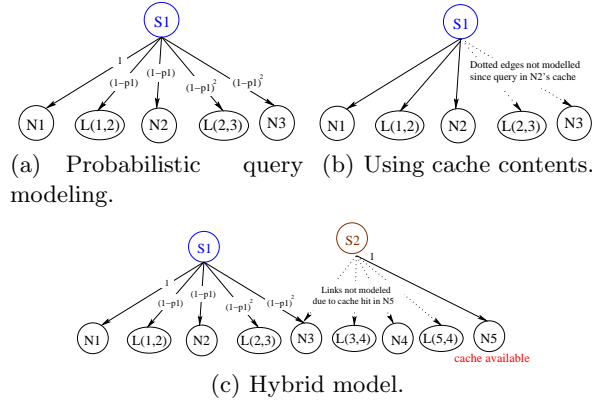 S1
1
(1−p1)
(1−p1)
(1−p1)²
(1−p1)²
N1
L(1,2)
N2
L(2,3)
N3
(a) Probabilistic query modeling.
S1
Dotted edges not modelled
since query in N2's cache
N1
L(1,2)
N2
L(2,3)
N3
(b) Using cache contents.
S1
1
(1−p1)
(1−p1)
(1−p1)²
(1−p1)²
S2
1
Links not modeled
due to cache hit in N5
N1
L(1,2)
N2
L(2,3)
N3
L(3,4)
N4
L(5,4)
N5
cache available
(c) Hybrid model.